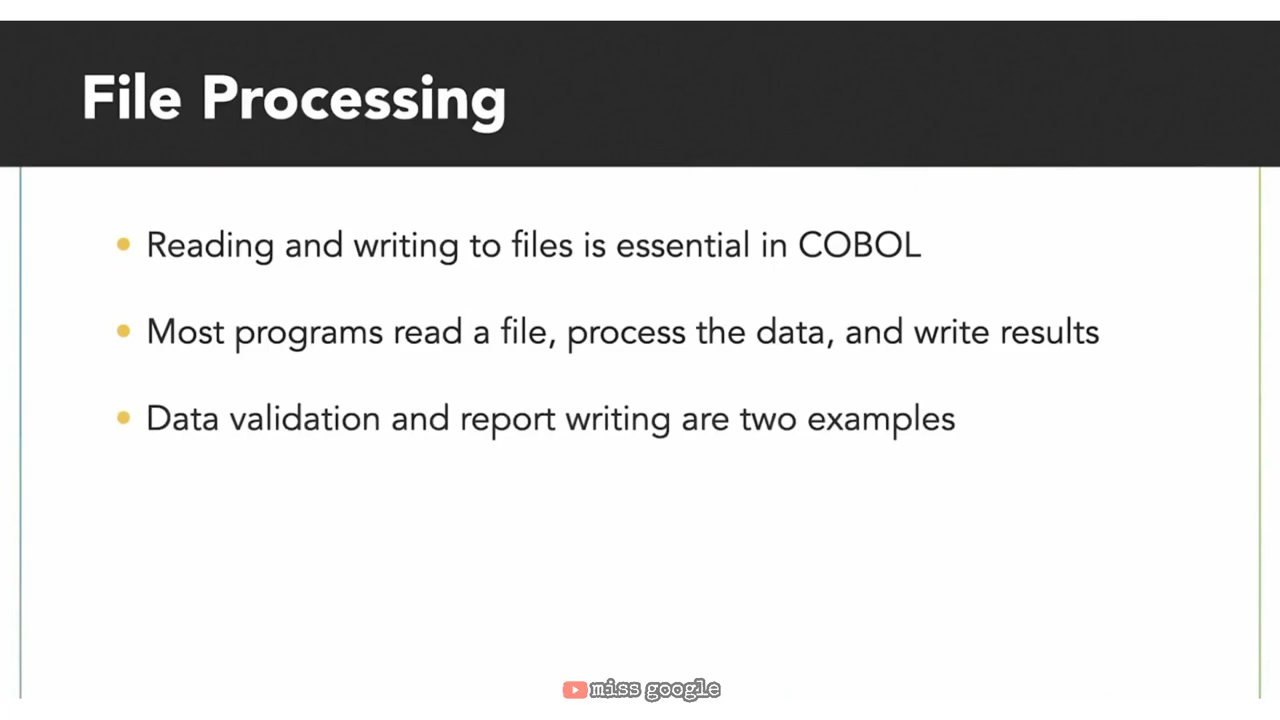 File Processing
Reading and writing to files is essential in COBOL
Most programs read a file, process the data, and write results
Data validation and report writing are two examples
miss google